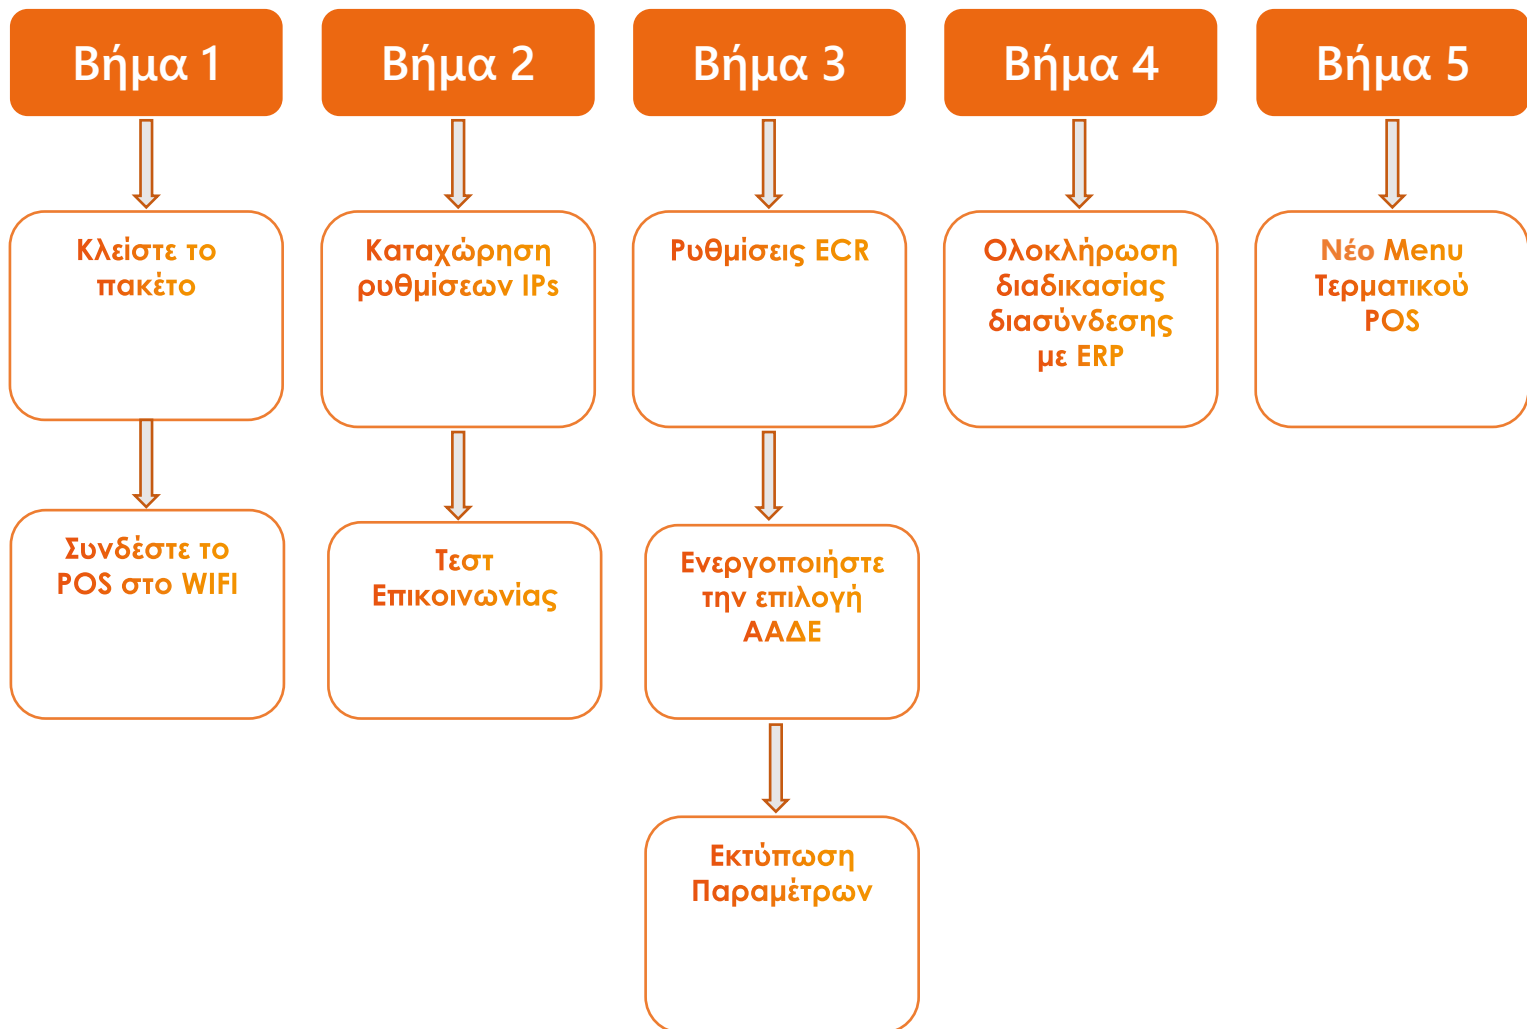 Βήμα 1
Βήμα 2
Βήμα 3
Βήμα 4
Βήμα 5
Κλείστε το
πακέτο
Καταχώρηση
ρυθμίσεων IPs
Ρυθμίσεις ECR
Ολοκλήρωση
διαδικασίας
διασύνδεσης
με ERP
Νέο Menu
Τερματικού
POS
Συνδέστε το
POS στο WIFI
Τεστ
Επικοινωνίας
Ενεργοποιήστε
την επιλογή
ΑΑΔΕ
Εκτύπωση
Παραμέτρων